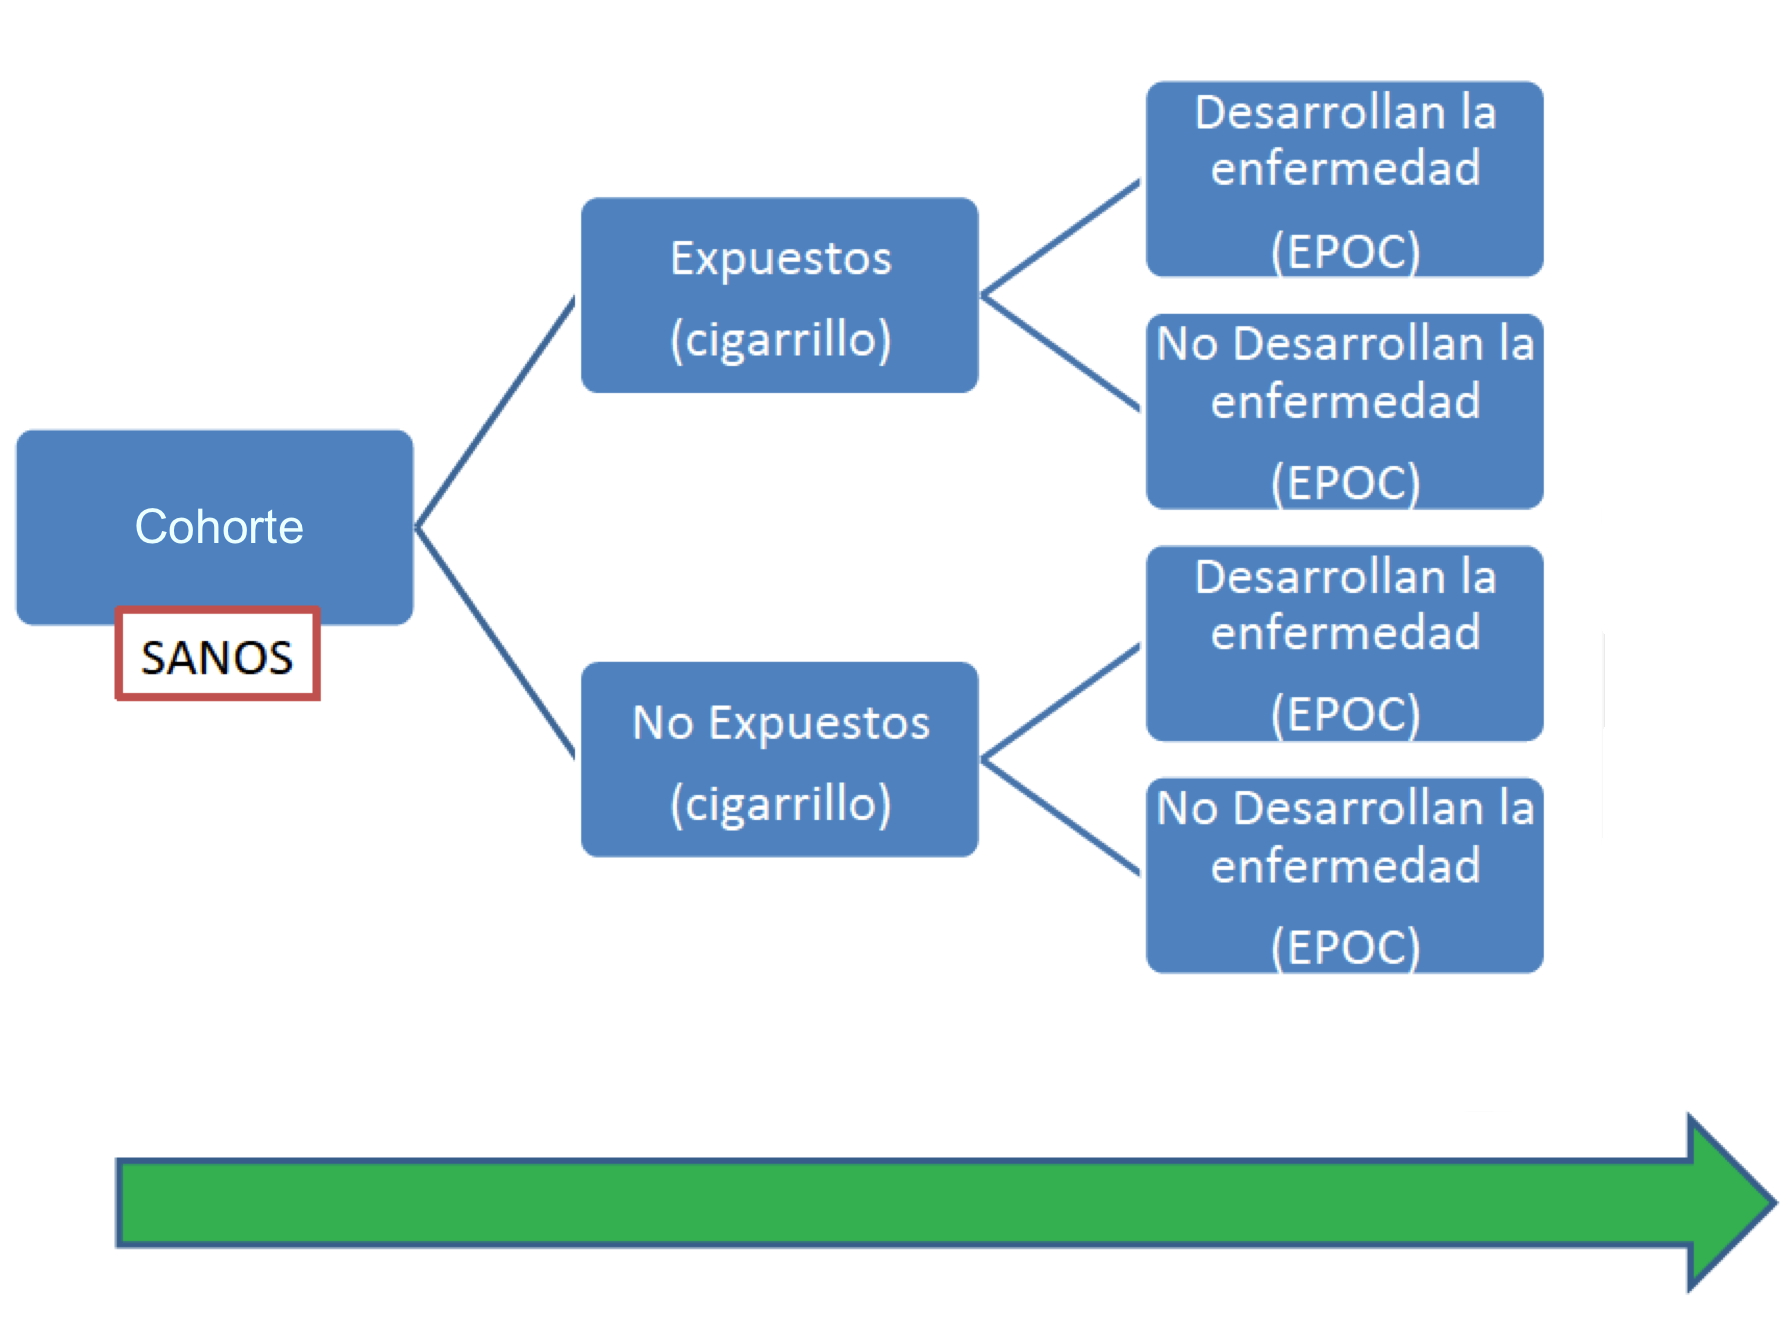 Cohorte
SANOS
Expuestos
(cigarrillo)
No Expuestos
(cigarrillo)
Desarrollan la
enfermedad
(EPOC)
No Desarrollan la
enfermedad
(EPOC)
Desarrollan la
enfermedad
(EPOC)
No Desarrollan la
enfermedad
(EPOC)